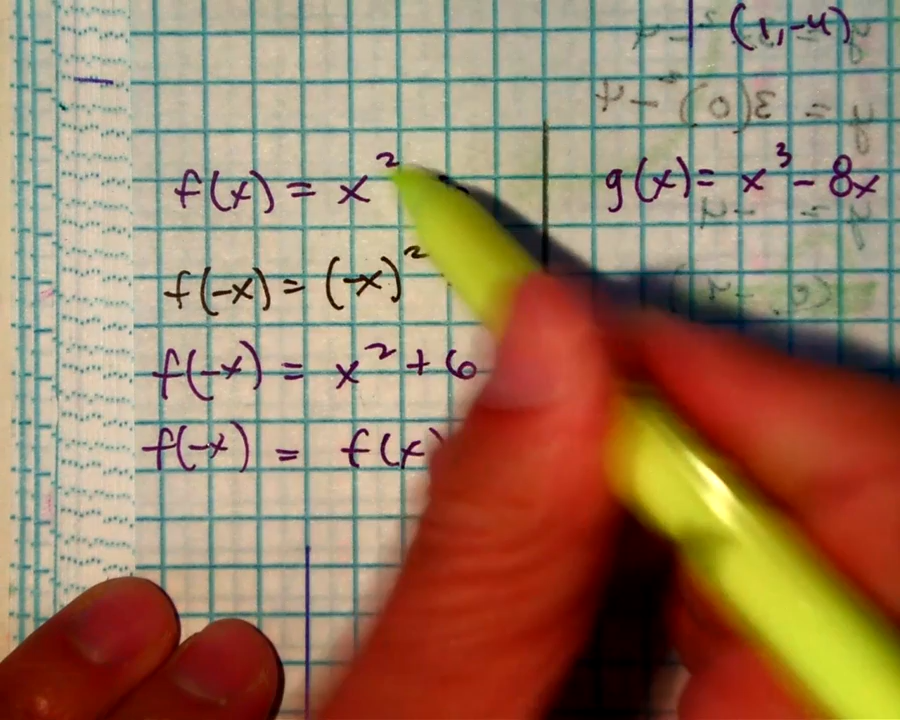 (1,-4)
f(x) = x²
g(x) = x³ - 8x
f(-x) = (-x)²
f(-x) = x² + 6
f(-x) = f(x)